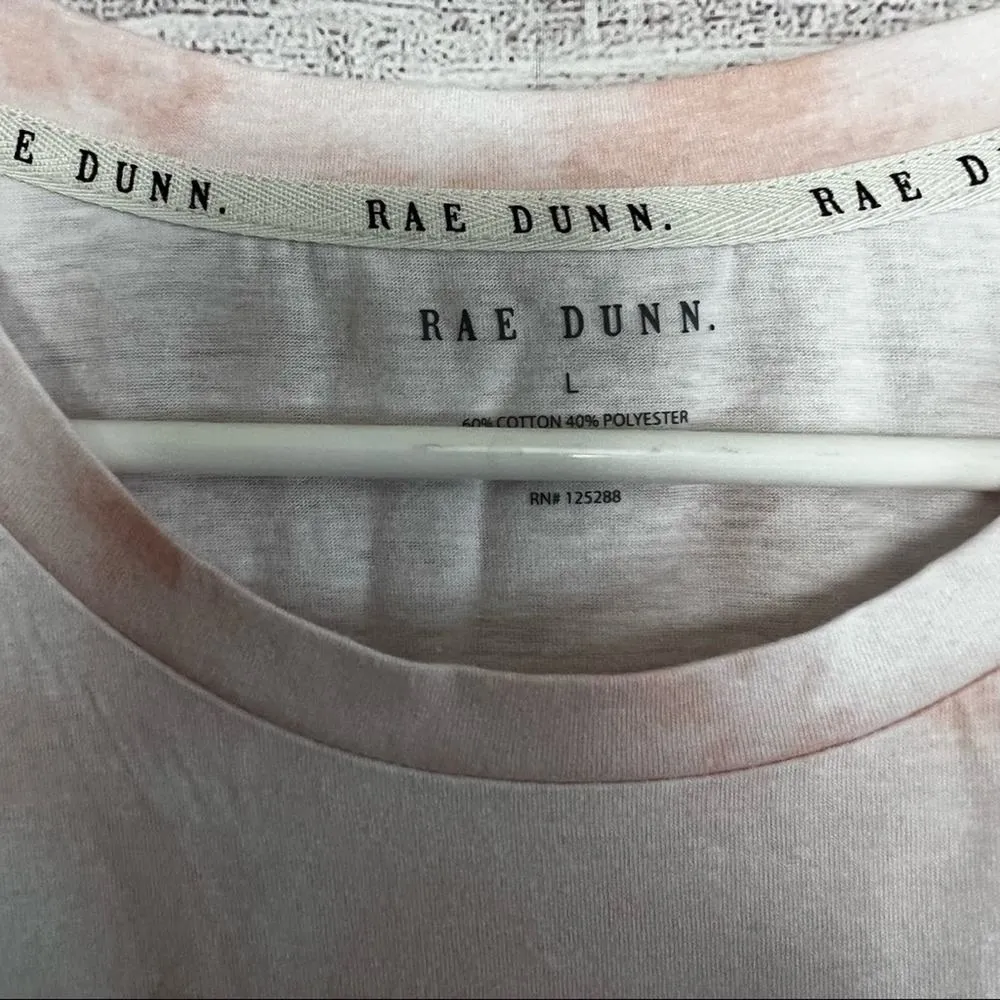 E DUNN. RAE DUNN. RAE D
RAE DUNN.
L
60% COTTON 40% POLYESTER
RN# 125288